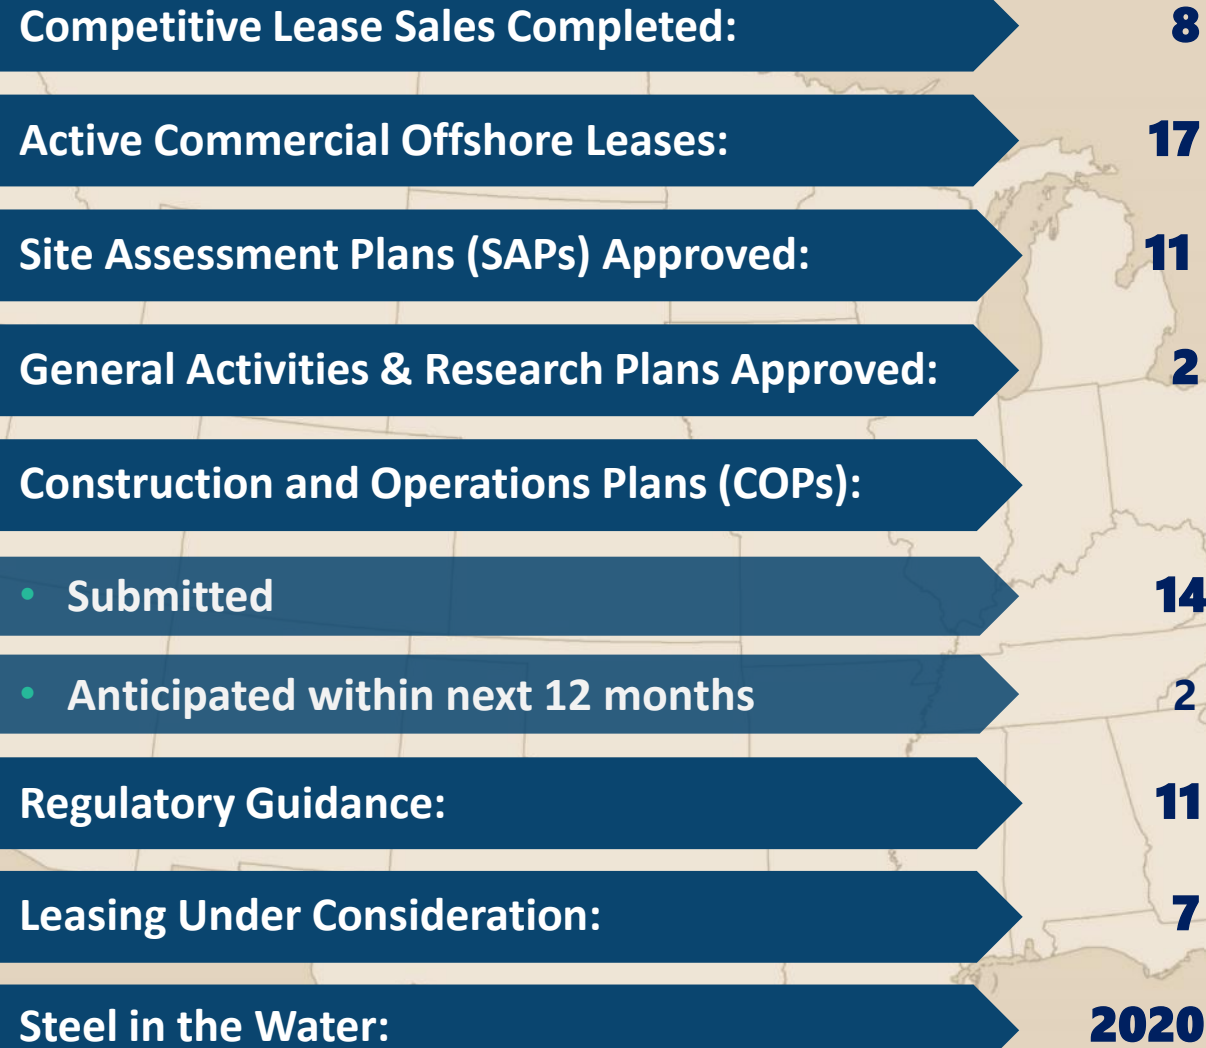 Competitive Lease Sales Completed: 8
Active Commercial Offshore Leases: 17
Site Assessment Plans (SAPs) Approved: 11
General Activities & Research Plans Approved: 2
Construction and Operations Plans (COPs):
• Submitted 14
• Anticipated within next 12 months 2
Regulatory Guidance: 11
Leasing Under Consideration: 7
Steel in the Water: 2020